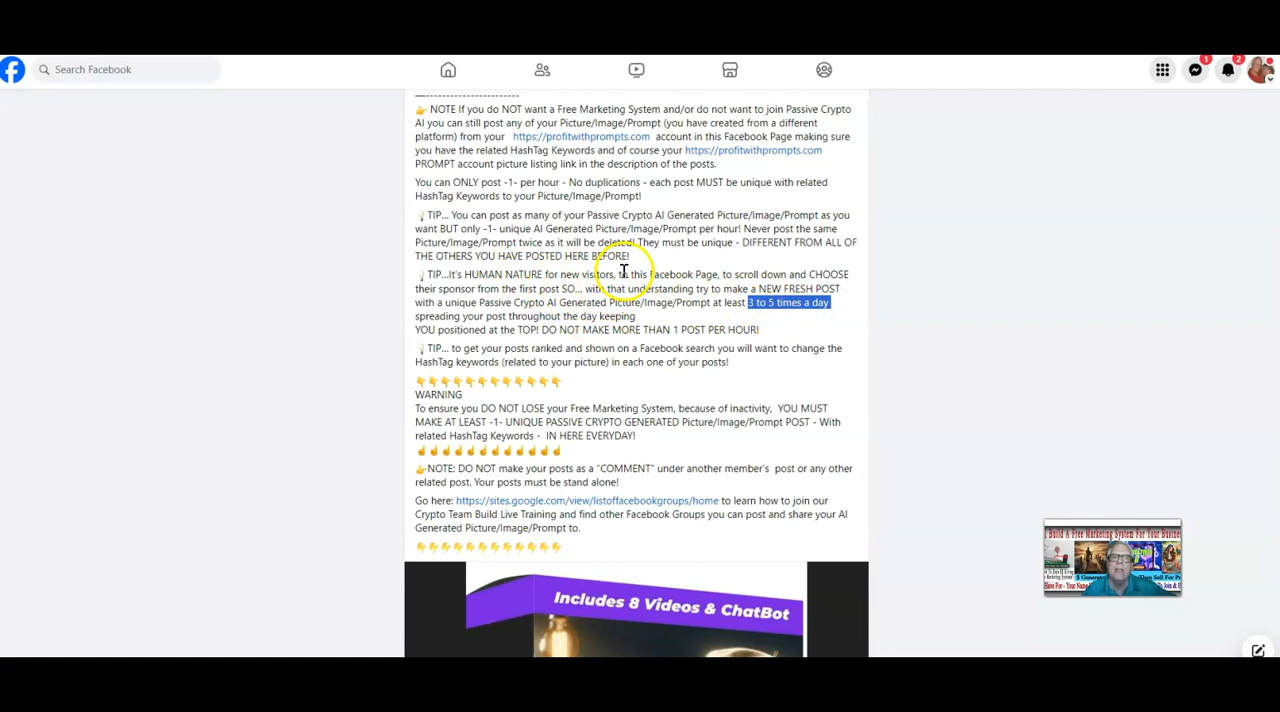 Search Facebook
1
2
👉 NOTE If you do NOT want a Free Marketing System and/or do not want to join Passive Crypto
AI you can still post any of your Picture/Image/Prompt (you have created from a different
platform) from your https://profitwithprompts.com account in this Facebook Page making sure
you have the related HashTag Keywords and of course your https://profitwithprompts.com
PROMPT account picture listing link in the description of the posts.
You can ONLY post -1- per hour - No duplications - each post MUST be unique with related
HashTag Keywords to your Picture/Image/Prompt!
💡TIP... You can post as many of your Passive Crypto AI Generated Picture/Image/Prompt as you
want BUT only -1- unique AI Generated Picture/Image/Prompt per hour! Never post the same
Picture/Image/Prompt twice as it will be deleted! They must be unique - DIFFERENT FROM ALL OF
THE OTHERS YOU HAVE POSTED HERE BEFORE!
💡TIP...It's HUMAN NATURE for new visitors, to this Facebook Page, to scroll down and CHOOSE
their sponsor from the first post SO... with that understanding try to make a NEW FRESH POST
with a unique Passive Crypto AI Generated Picture/Image/Prompt at least 3 to 5 times a day
spreading your post throughout the day keeping
YOU positioned at the TOP! DO NOT MAKE MORE THAN 1 POST PER HOUR!
💡TIP... to get your posts ranked and shown on a Facebook search you will want to change the
HashTag keywords (related to your picture) in each one of your posts!
👇👇👇👇👇👇👇👇👇👇👇👇
WARNING
To ensure you DO NOT LOSE your Free Marketing System, because of inactivity, YOU MUST
MAKE AT LEAST -1- UNIQUE PASSIVE CRYPTO GENERATED Picture/Image/Prompt POST - With
related HashTag Keywords - IN HERE EVERYDAY!
☝☝☝☝☝☝☝☝☝☝☝☝
👉NOTE: DO NOT make your posts as a "COMMENT" under another member's post or any other
related post. Your posts must be stand alone!
Go here: https://sites.google.com/view/listoffacebookgroups/home to learn how to join our
Crypto Team Build Live Training and find other Facebook Groups you can post and share your AI
Generated Picture/Image/Prompt to.
👇👇👇👇👇👇👇👇👇👇👇👇
Includes 8 Videos & ChatBot
Build A Free Marketing System For Your Business